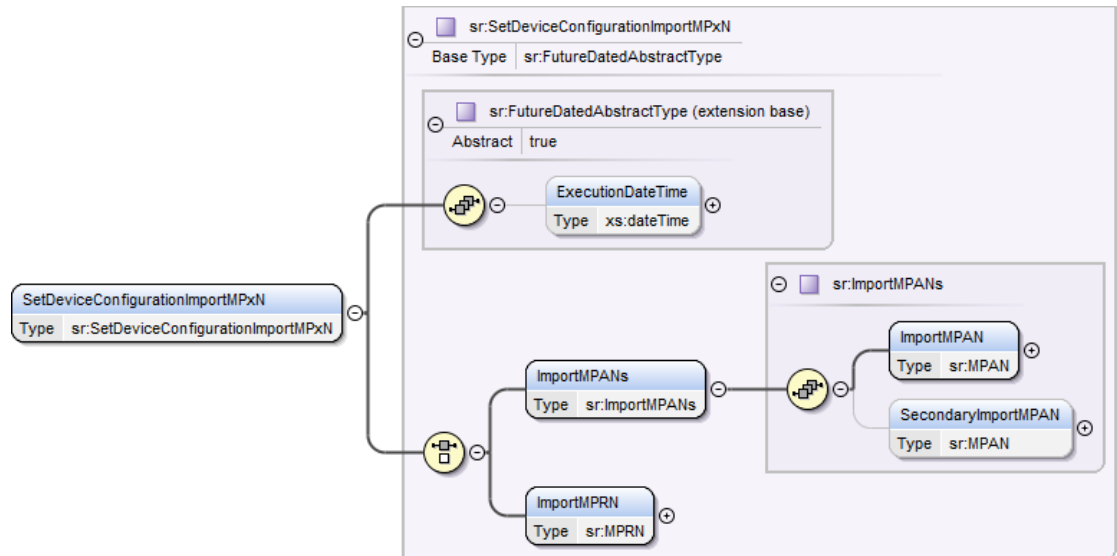 sr:SetDeviceConfigurationImportMPxN
Base Type sr:FutureDatedAbstractType
sr:FutureDatedAbstractType (extension base)
Abstract true
ExecutionDateTime
Type xs:dateTime
SetDeviceConfigurationImportMPxN
Type sr:SetDeviceConfigurationImportMPxN
sr:ImportMPANs
ImportMPAN
Type sr:MPAN
ImportMPANs
Type sr:ImportMPANs
SecondaryImportMPAN
Type sr:MPAN
ImportMPRN
Type sr:MPRN